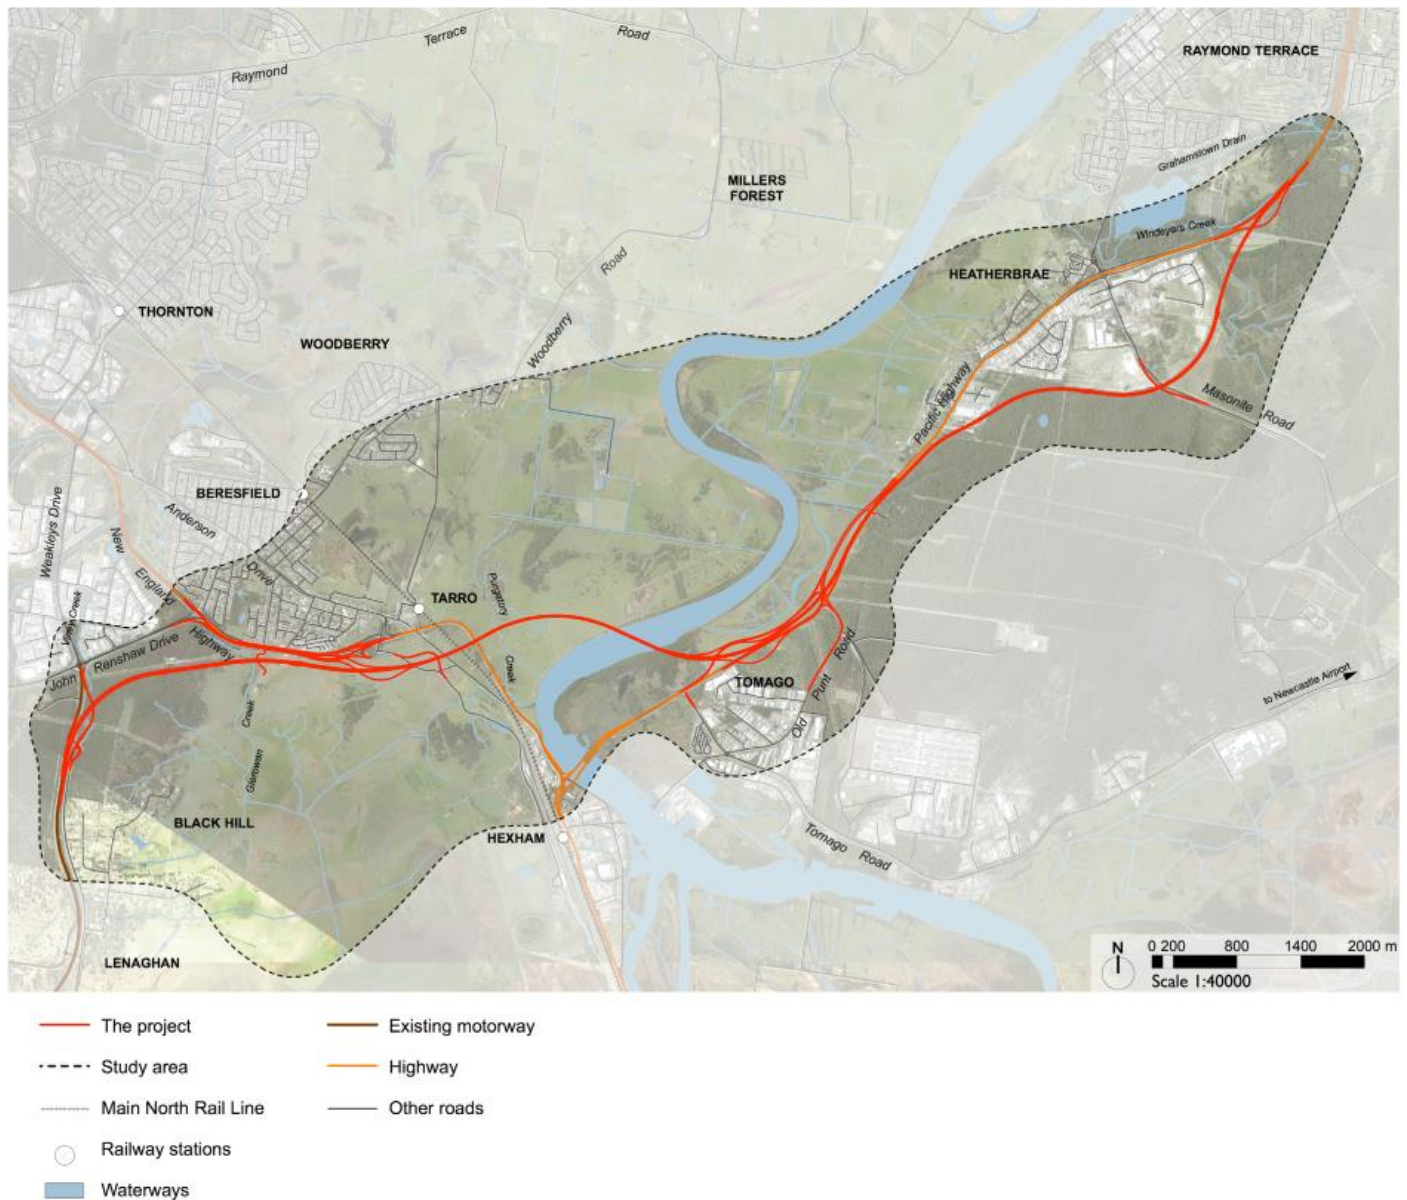 Terrace
Road
RAYMOND TERRACE
Raymond
Grahamstown Drain
MILLERS
FOREST
Windeyers Creek
Road
HEATHERBRAE
THORNTON
WOODBERRY
Woodberry
Pacific Highway
Masonite Road
BERESFIELD
Weakleys Drive
Anderson
New
England
Drive
Purgatory
TARRO
Viney Creek
Highway
Renshaw Drive
John
Creek
TOMAGO
Road
Punt
Old
to Newcastle Airport
Creek
Glenrowan
BLACK HILL
HEXHAM
Tomago Road
LENAGHAN
N
0 200 800 1400 2000 m
Scale 1:40000
The project
Existing motorway
Study area
Highway
Main North Rail Line
Other roads
Railway stations
Waterways